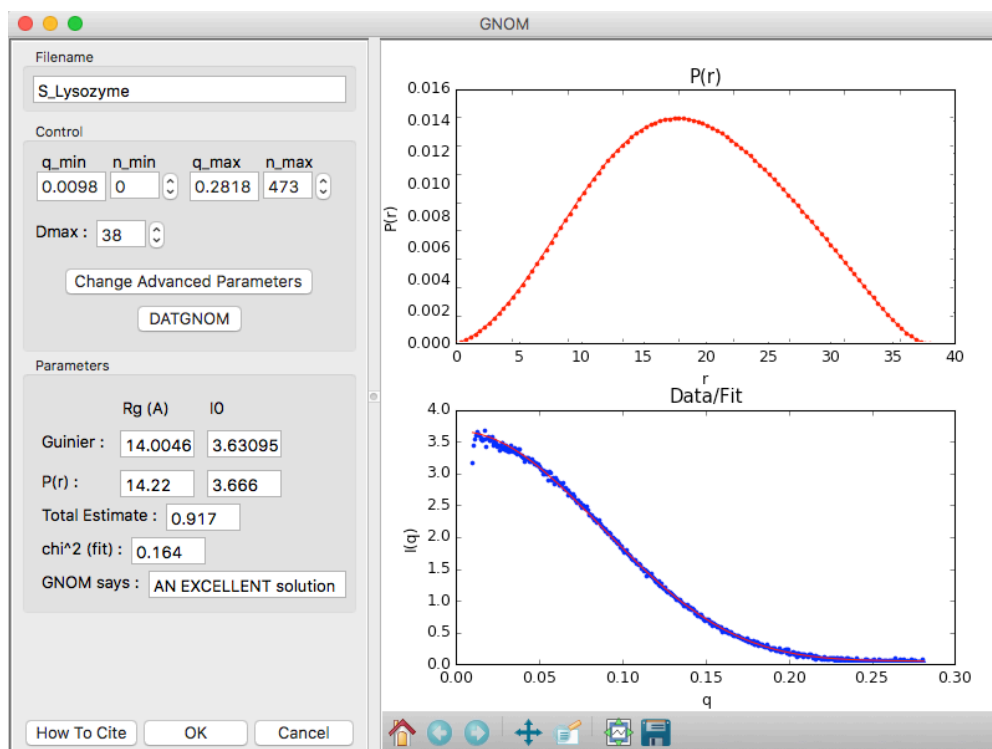 GNOM
Filename
S_Lysozyme
Control
q_min n_min q_max n_max
0.0098 0 0.2818 473
Dmax : 38
Change Advanced Parameters
DATGNOM
Parameters
Rg (A) I0
Guinier : 14.0046 3.63095
P(r) : 14.22 3.666
Total Estimate : 0.917
chi^2 (fit) : 0.164
GNOM says : AN EXCELLENT solution
How To Cite OK Cancel
P(r)
0.016
0.014
0.012
0.010
0.008
0.006
0.004
0.002
0.000
P(r)
0 5 10 15 20 25 30 35 40
r
Data/Fit
4.0
3.5
3.0
2.5
2.0
1.5
1.0
0.5
0.0
I(q)
0.00 0.05 0.10 0.15 0.20 0.25 0.30
q